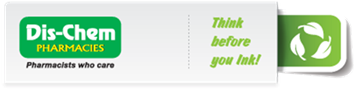 Dis-Chem
PHARMACIES
Pharmacists who care
Think
before
you Ink!